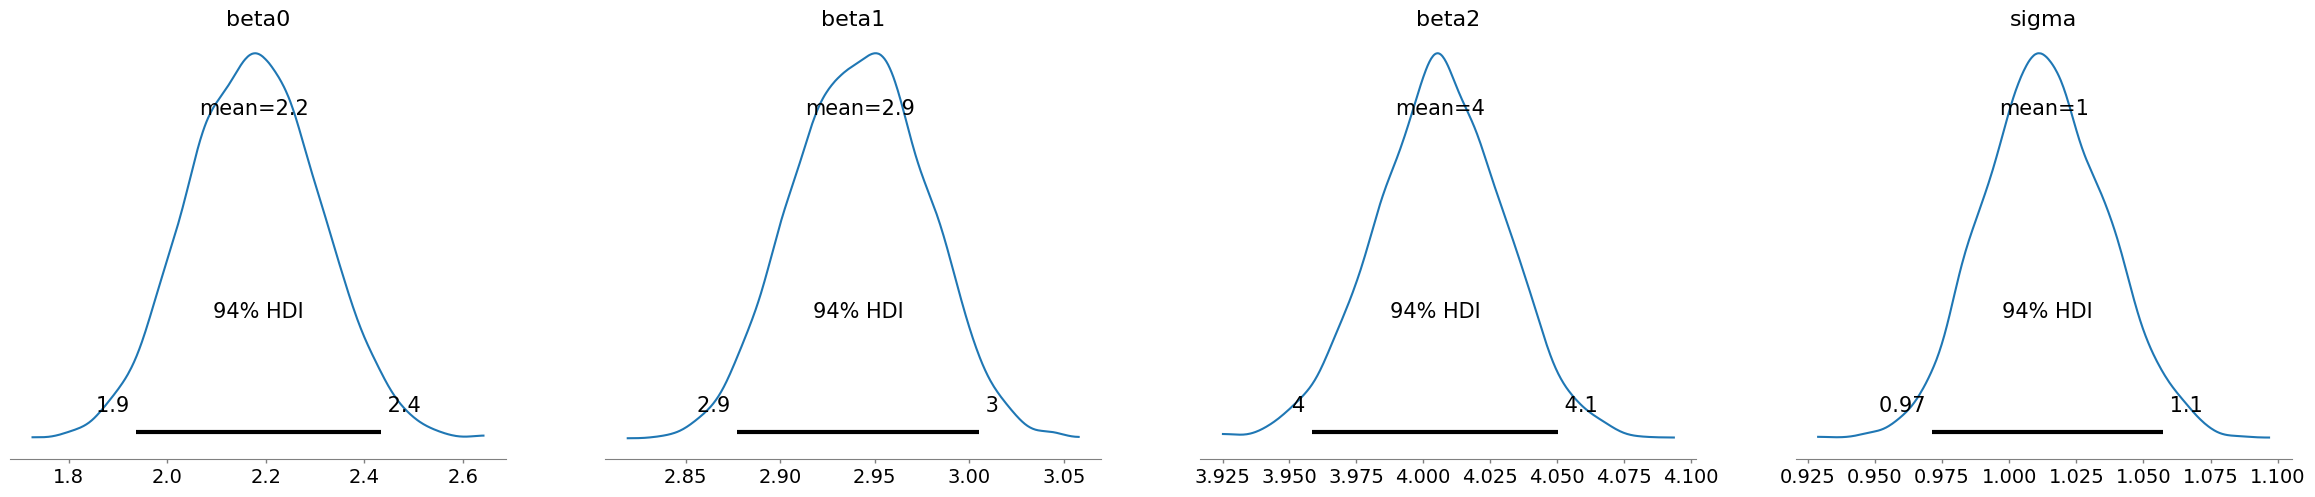 beta0
beta1
beta2
sigma
mean=2.2
mean=2.9
mean=4
mean=1
94% HDI
94% HDI
94% HDI
94% HDI
1.9 2.4
2.9 3
4 4.1
0.97 1.1
1.8 2.0 2.2 2.4 2.6
2.85 2.90 2.95 3.00 3.05
3.925 3.950 3.975 4.000 4.025 4.050 4.075 4.100
0.925 0.950 0.975 1.000 1.025 1.050 1.075 1.100